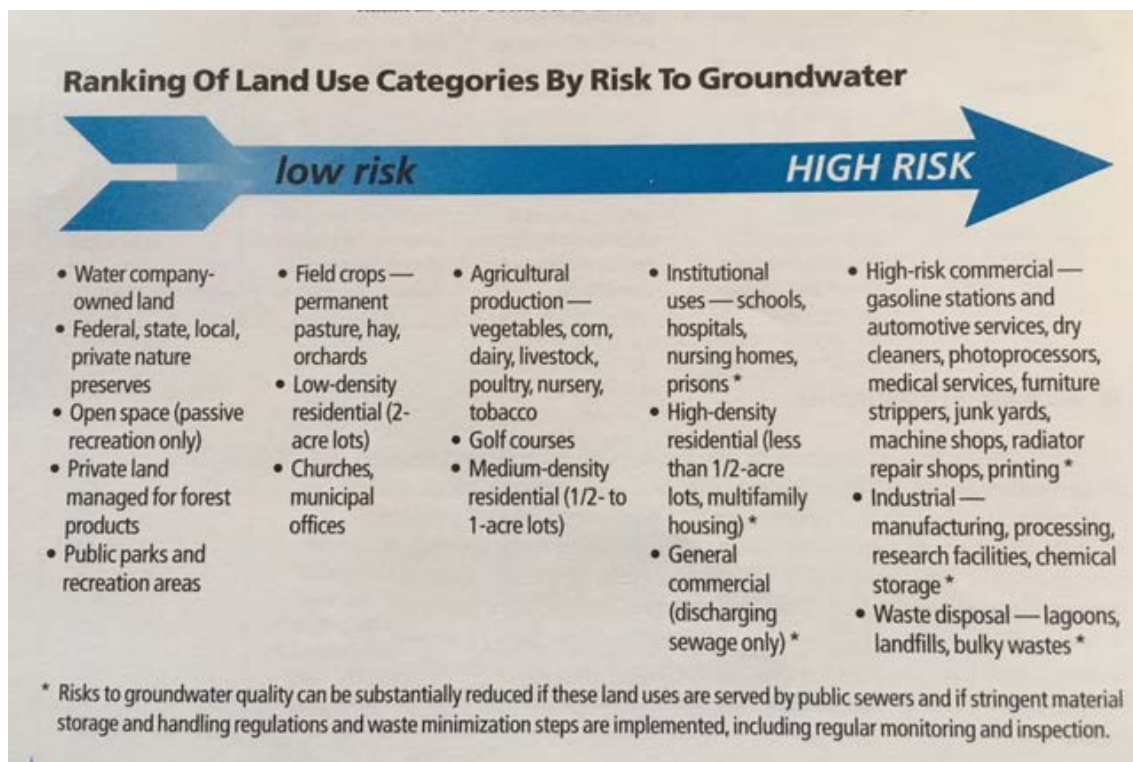 Ranking Of Land Use Categories By Risk To Groundwater
low risk
HIGH RISK
• Water company-
owned land
• Federal, state, local,
private nature
preserves
• Open space (passive
recreation only)
• Private land
managed for forest
products
• Public parks and
recreation areas
• Field crops —
permanent
pasture, hay,
orchards
• Low-density
residential (2-
acre lots)
• Churches,
municipal
offices
• Agricultural
production —
vegetables, corn,
dairy, livestock,
poultry, nursery,
tobacco
• Golf courses
• Medium-density
residential (1/2- to
1-acre lots)
• Institutional
uses — schools,
hospitals,
nursing homes,
prisons *
• High-density
residential (less
than 1/2-acre
lots, multifamily
housing) *
• General
commercial
(discharging
sewage only) *
• High-risk commercial —
gasoline stations and
automotive services, dry
cleaners, photoprocessors,
medical services, furniture
strippers, junk yards,
machine shops, radiator
repair shops, printing *
• Industrial —
manufacturing, processing,
research facilities, chemical
storage *
• Waste disposal — lagoons,
landfills, bulky wastes *
* Risks to groundwater quality can be substantially reduced if these land uses are served by public sewers and if stringent material
storage and handling regulations and waste minimization steps are implemented, including regular monitoring and inspection.